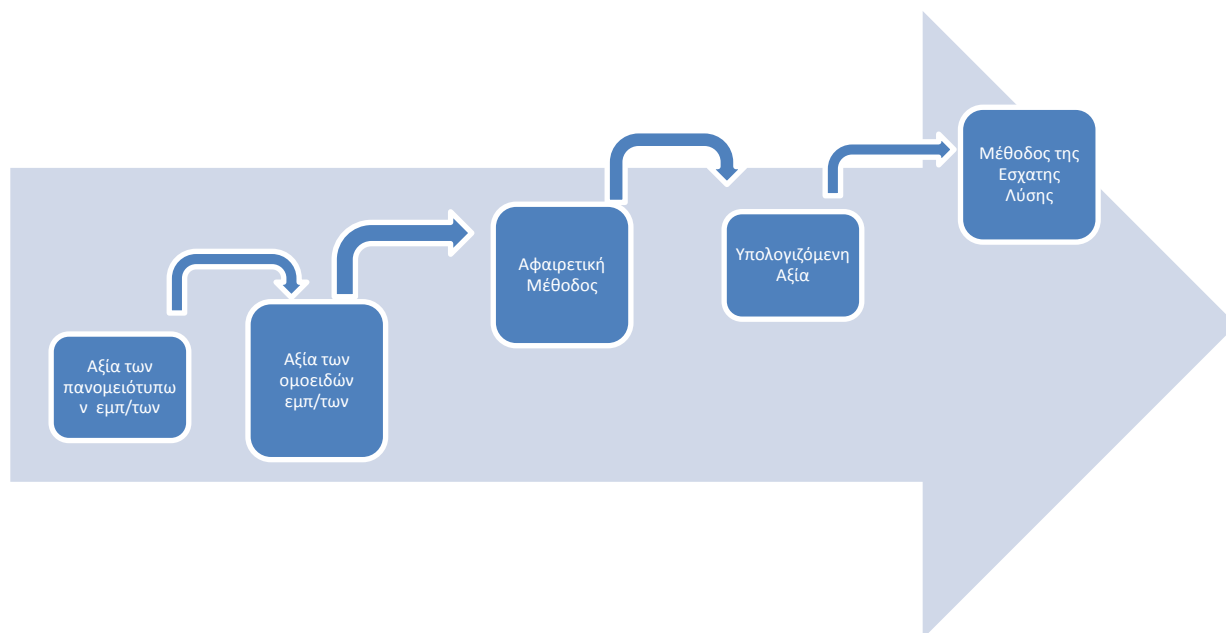 Αξία των
πανομειότυπω
ν εμπ/των
Αξία των
ομοειδών
εμπ/των
Αφαιρετική
Μέθοδος
Υπολογιζόμενη
Αξία
Μέθοδος της
Εσχατης
Λύσης